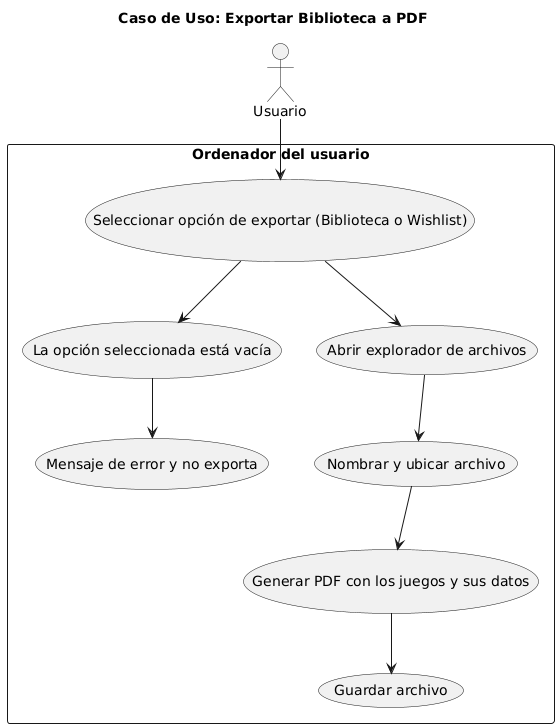 Caso de Uso: Exportar Biblioteca a PDF
Usuario
Ordenador del usuario
Seleccionar opción de exportar (Biblioteca o Wishlist)
La opción seleccionada está vacía
Abrir explorador de archivos
Mensaje de error y no exporta
Nombrar y ubicar archivo
Generar PDF con los juegos y sus datos
Guardar archivo